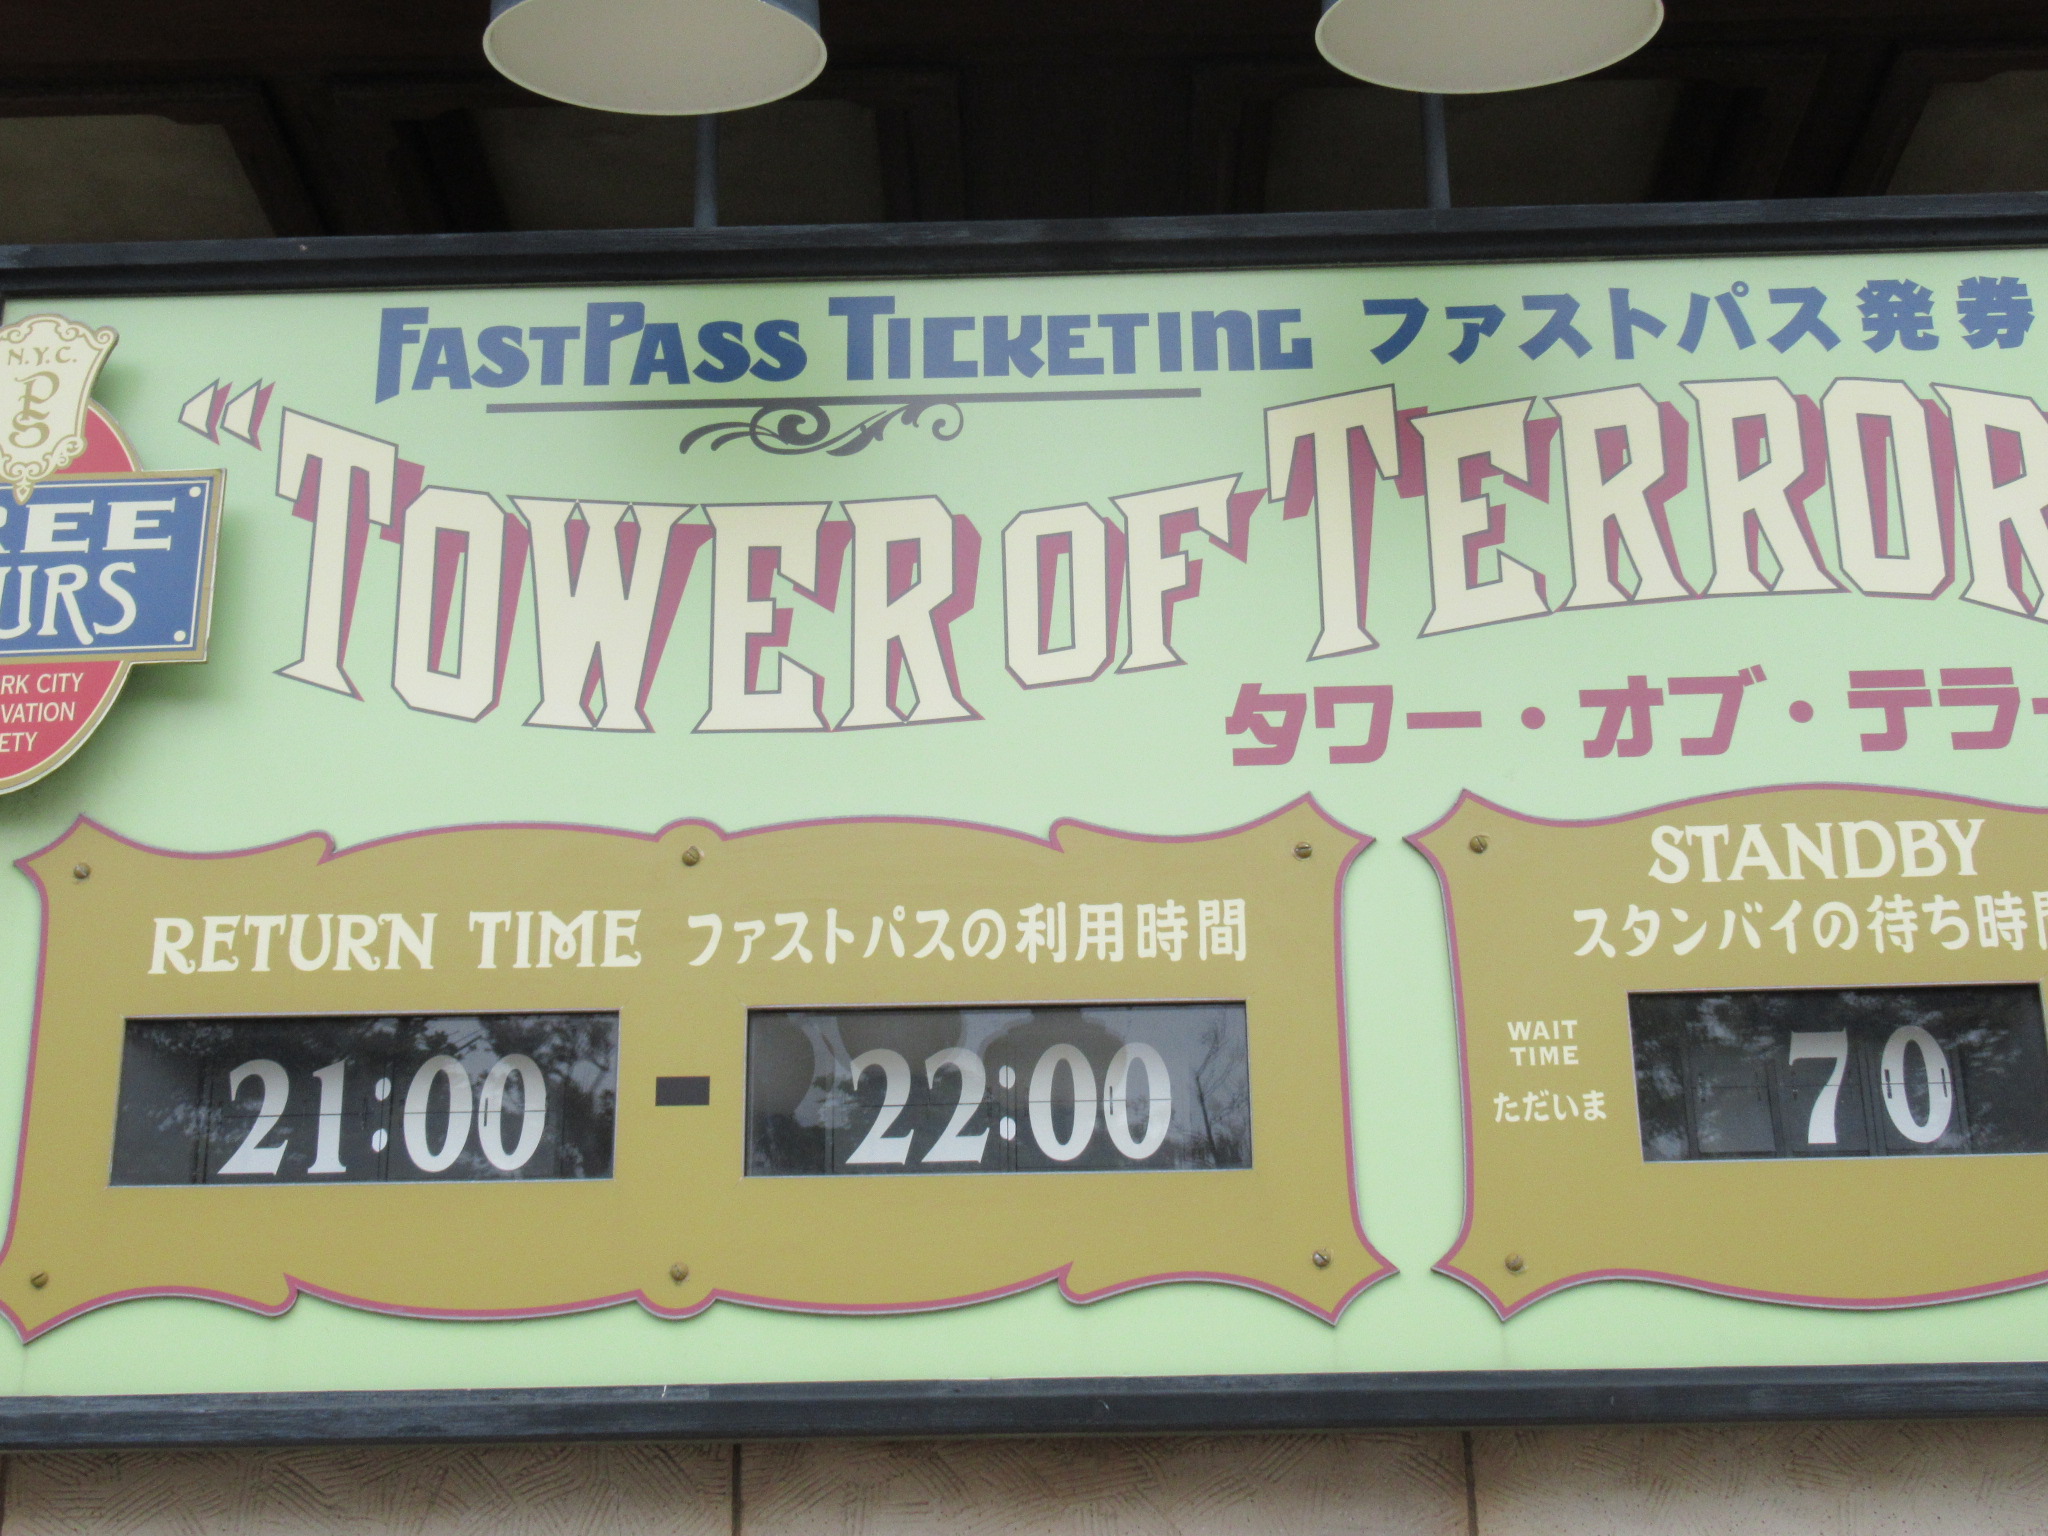 FASTPASS TICKETING ファストパス発券
N.Y.C.
PS
"TOWER OF TERROR
REE
URS
RK CITY
VATION
ETY
タワー・オブ・テラー
RETURN TIME ファストパスの利用時間
21:00 - 22:00
STANDBY
スタンバイの待ち時間
WAIT
TIME
ただいま
70